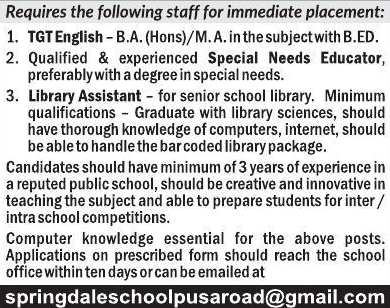 Requires the following staff for immediate placement:
1. TGT English – B.A. (Hons)/M. A. in the subject with B.ED.
2. Qualified & experienced Special Needs Educator,
preferably with a degree in special needs.
3. Library Assistant – for senior school library. Minimum
qualifications – Graduate with library sciences, should
have thorough knowledge of computers, internet, should
be able to handle the bar coded library package.
Candidates should have minimum of 3 years of experience in
a reputed public school, should be creative and innovative in
teaching the subject and able to prepare students for inter /
intra school competitions.
Computer knowledge essential for the above posts.
Applications on prescribed form should reach the school
office within ten days or can be emailed at
springdaleschoolpusaroad@gmail.com